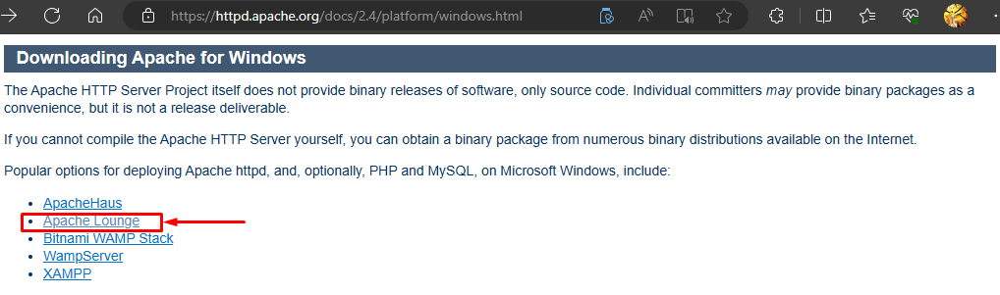 https://httpd.apache.org/docs/2.4/platform/windows.html
Downloading Apache for Windows
The Apache HTTP Server Project itself does not provide binary releases of software, only source code. Individual committers may provide binary packages as a
convenience, but it is not a release deliverable.
If you cannot compile the Apache HTTP Server yourself, you can obtain a binary package from numerous binary distributions available on the Internet.
Popular options for deploying Apache httpd, and, optionally, PHP and MySQL, on Microsoft Windows, include:
ApacheHaus
Apache Lounge
Bitnami WAMP Stack
WampServer
XAMPP